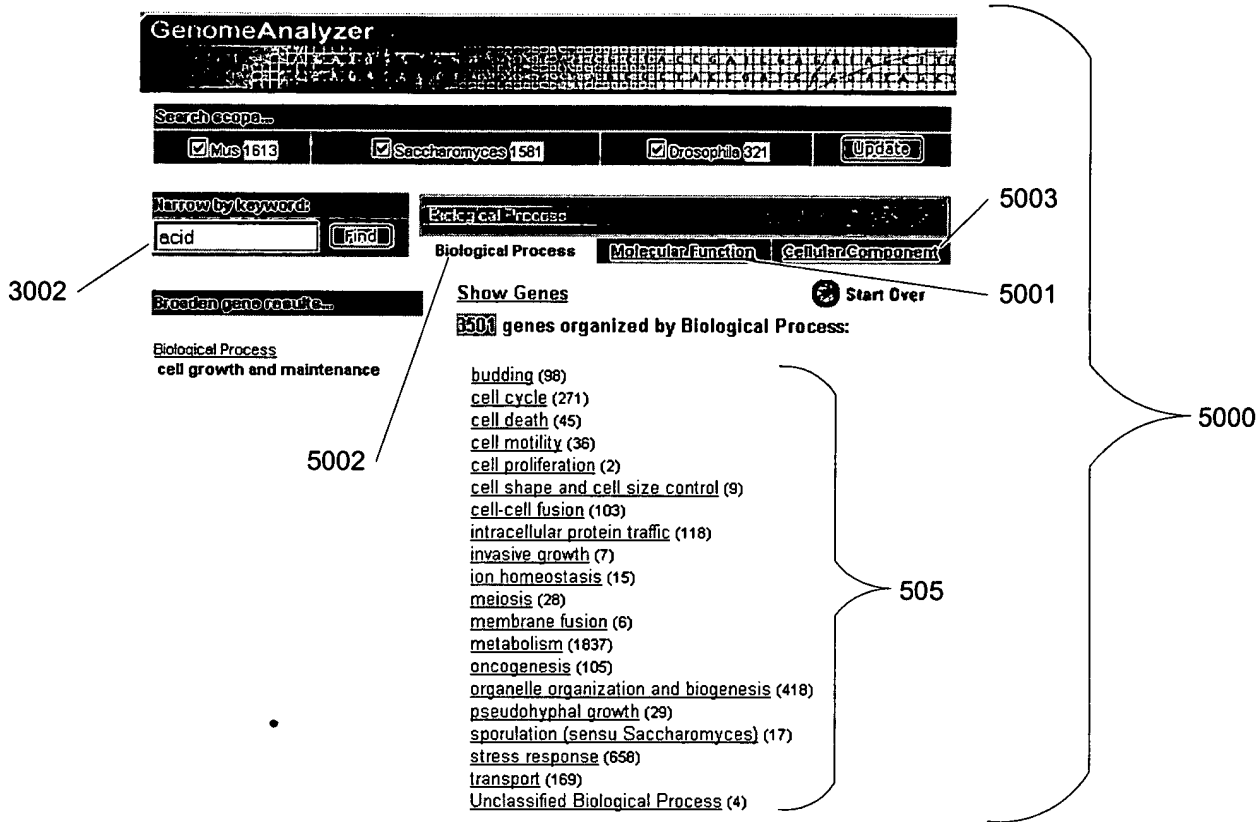 GenomeAnalyzer
Search scope...
Mus 1613 Saccharomyces 1581 Drosophila 321 Update
Narrow by keyword:
acid Find
Biological Process
Biological Process Molecular Function Cellular Component
5003
3002
5001
Broaden gene results...
Show Genes Start Over
genes organized by Biological Process:
Biological Process
cell growth and maintenance
budding (98)
cell cycle (271)
cell death (45)
cell motility (36)
cell proliferation (2)
cell shape and cell size control (9)
cell-cell fusion (103)
intracellular protein traffic (118)
invasive growth (7)
ion homeostasis (15)
meiosis (28)
membrane fusion (6)
metabolism (1837)
oncogenesis (105)
organelle organization and biogenesis (418)
pseudohyphal growth (29)
sporulation (sensu Saccharomyces) (17)
stress response (658)
transport (169)
Unclassified Biological Process (4)
5002
505
5000